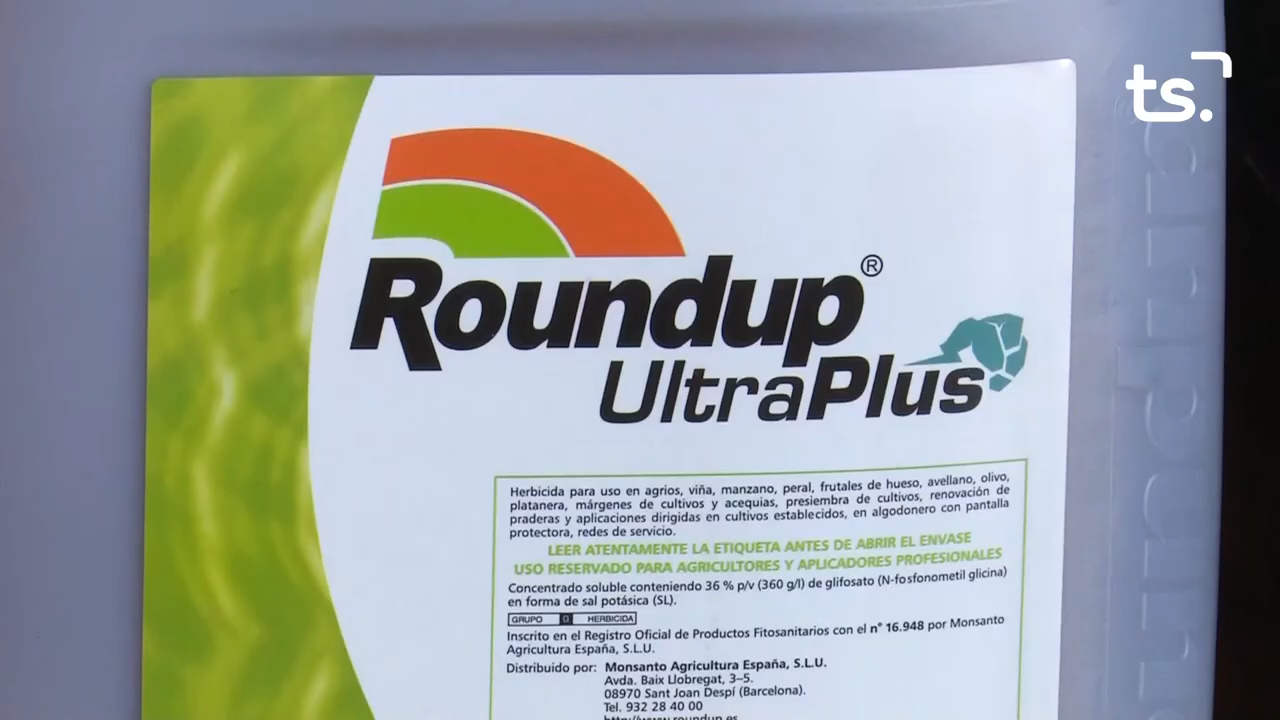 ts.
Roundup®
UltraPlus
Herbicida para uso en agrios, viña, manzano, peral, frutales de hueso, avellano, olivo,
platanera, márgenes de cultivos y acequias, presiembra de cultivos, renovación de
praderas y aplicaciones dirigidas en cultivos establecidos, en algodonero con pantalla
protectora, redes de servicio.
LEER ATENTAMENTE LA ETIQUETA ANTES DE ABRIR EL ENVASE
USO RESERVADO PARA AGRICULTORES Y APLICADORES PROFESIONALES
Concentrado soluble conteniendo 36 % p/v (360 g/l) de glifosato (N-fosfonometil glicina)
en forma de sal potásica (SL).
GRUPO G HERBICIDA
Inscrito en el Registro Oficial de Productos Fitosanitarios con el n° 16.948 por Monsanto
Agricultura España, S.L.U.
Distribuido por: Monsanto Agricultura España, S.L.U.
Avda. Baix Llobregat, 3-5.
08970 Sant Joan Despí (Barcelona).
Tel. 932 28 40 00
http://www.roundup.es